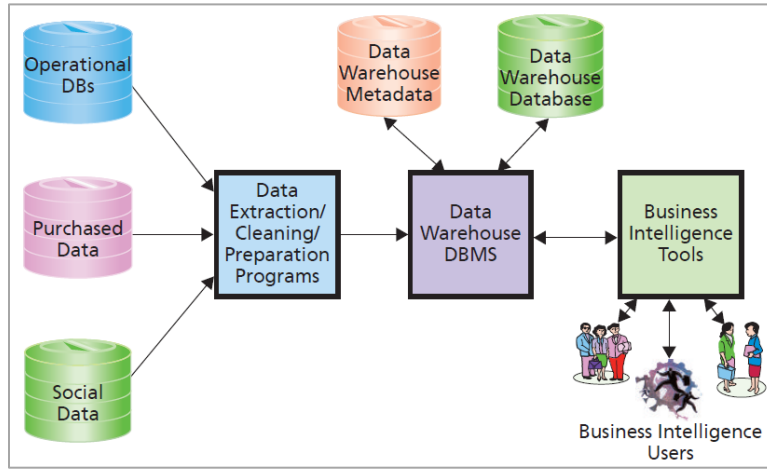 Operational
DBs
Data
Warehouse
Metadata
Data
Warehouse
Database
Purchased
Data
Data
Extraction/
Cleaning/
Preparation
Programs
Data
Warehouse
DBMS
Business
Intelligence
Tools
Social
Data
Business Intelligence
Users